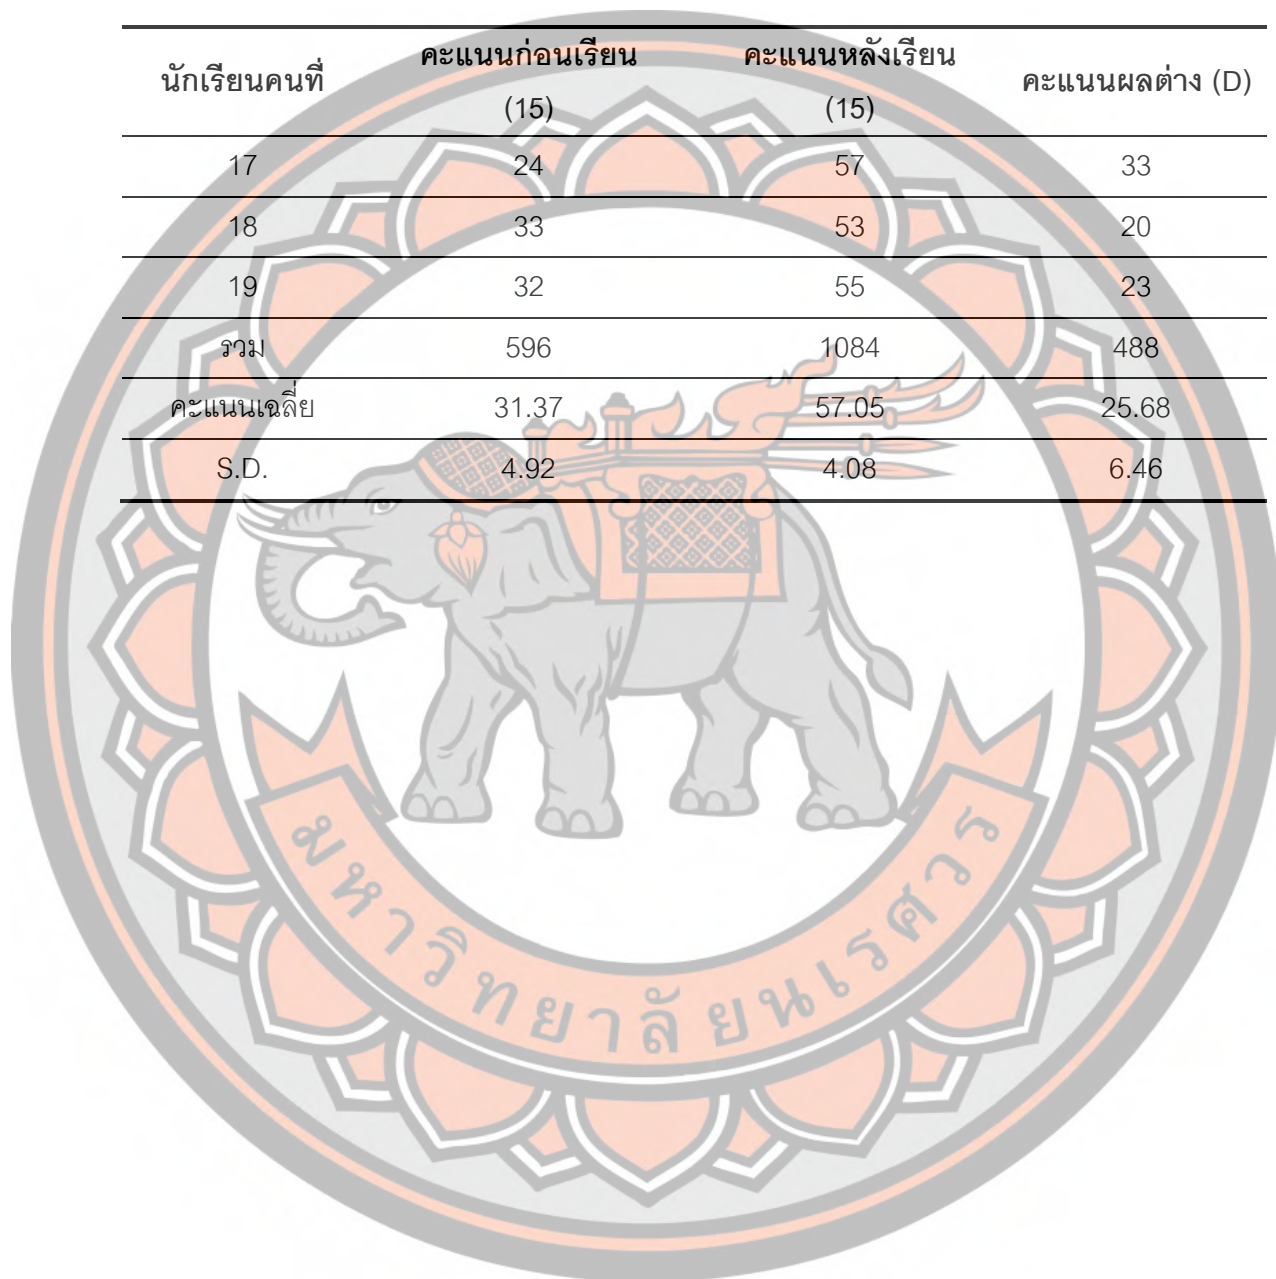 นักเรียนคนที่ คะแนนก่อนเรียน (15) คะแนนหลังเรียน (15) คะแนนผลต่าง (D)
17 24 57 33
18 33 53 20
19 32 55 23
รวม 596 1084 488
คะแนนเฉลี่ย 31.37 57.05 25.68
S.D. 4.92 4.08 6.46
มหาวิทยาลัยนเรศวร